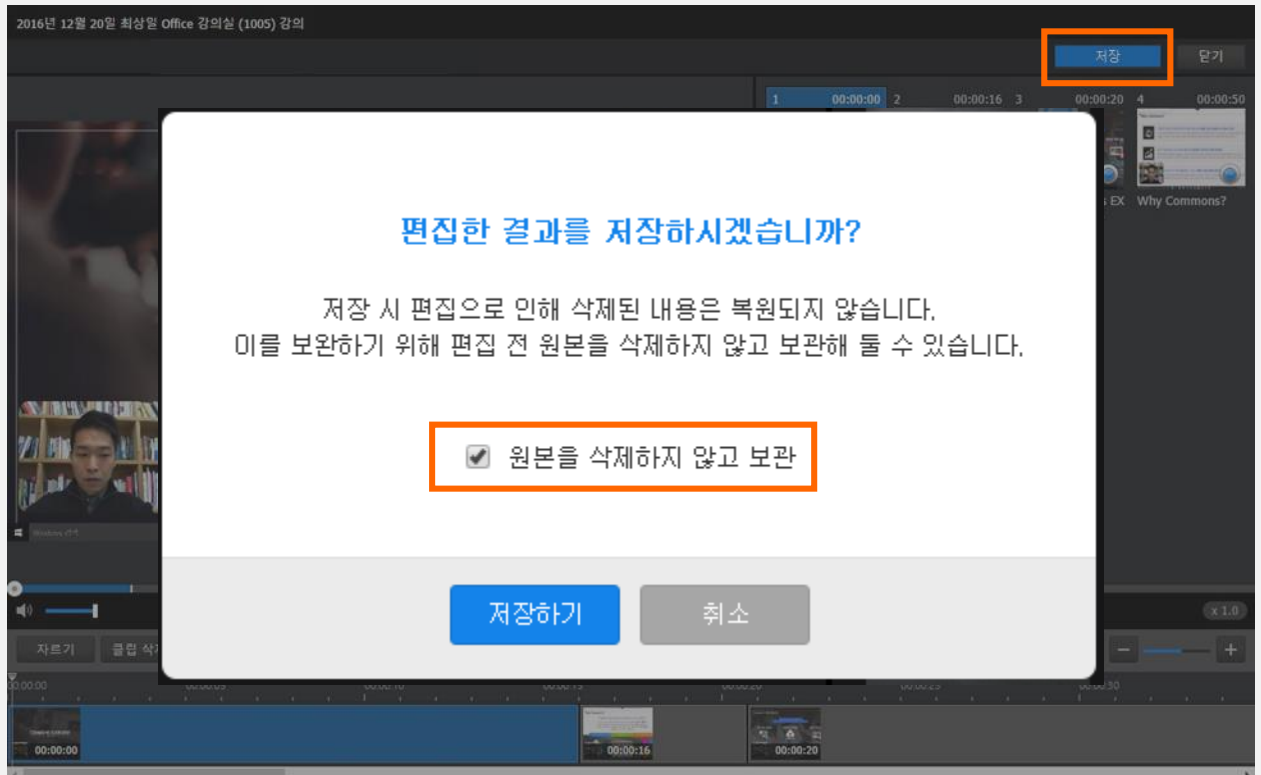 2016년 12월 20일 최상일 Office 강의실 (1005) 강의
저장 닫기
1 00:00:00 2 00:00:16 3 00:00:20 4 00:00:50
EX Why Commons?
편집한 결과를 저장하시겠습니까?
저장 시 편집으로 인해 삭제된 내용은 복원되지 않습니다.
이를 보완하기 위해 편집 전 원본을 삭제하지 않고 보관해 둘 수 있습니다.
원본을 삭제하지 않고 보관
저장하기 취소
x 1.0
자르기 클립
00:00:00
00:00:00 00:00:16 00:00:20